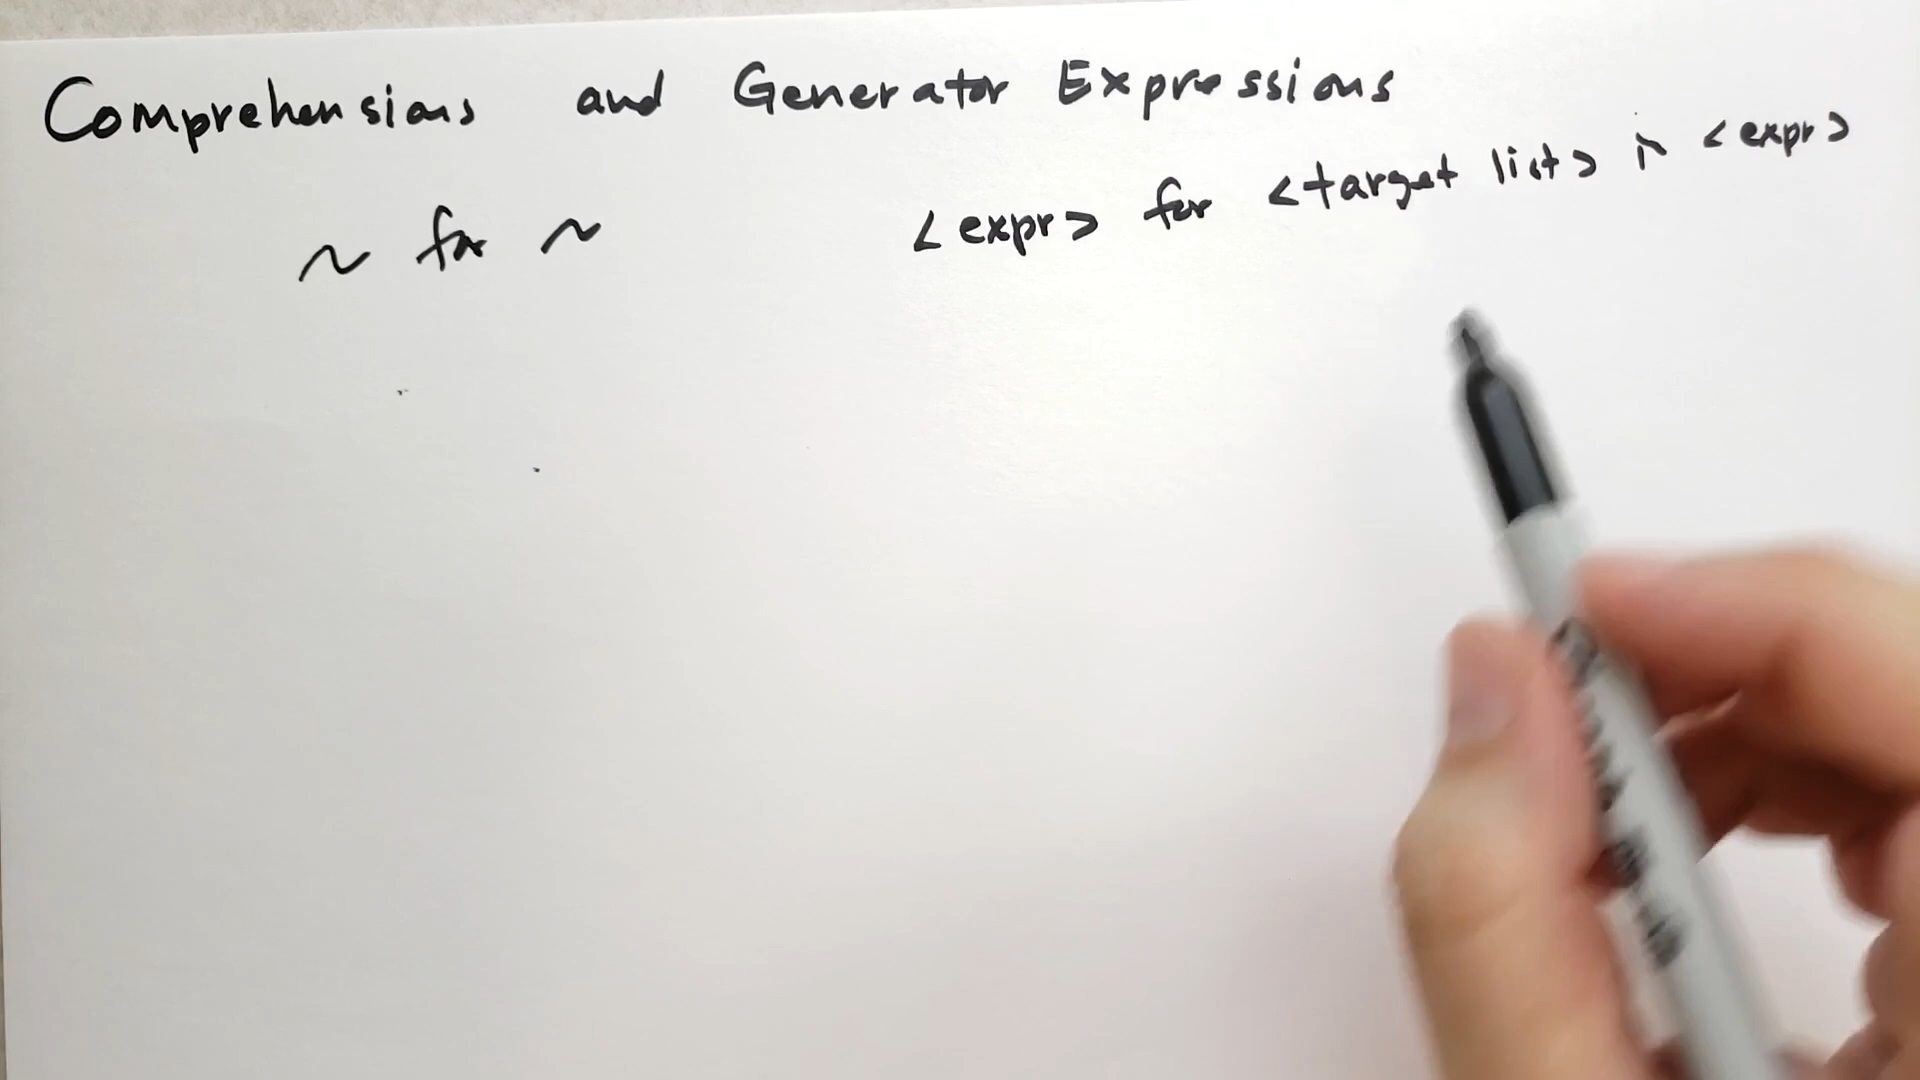 Comprehensions and Generator Expressions
~ for ~ <expr> for <target list> in <expr>